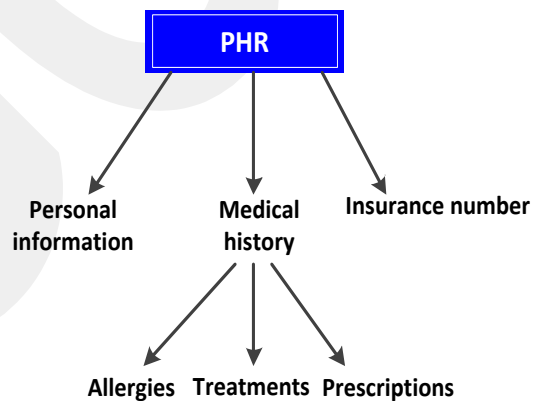 PHR
Personal
information
Medical
history
Insurance number
Allergies
Treatments
Prescriptions